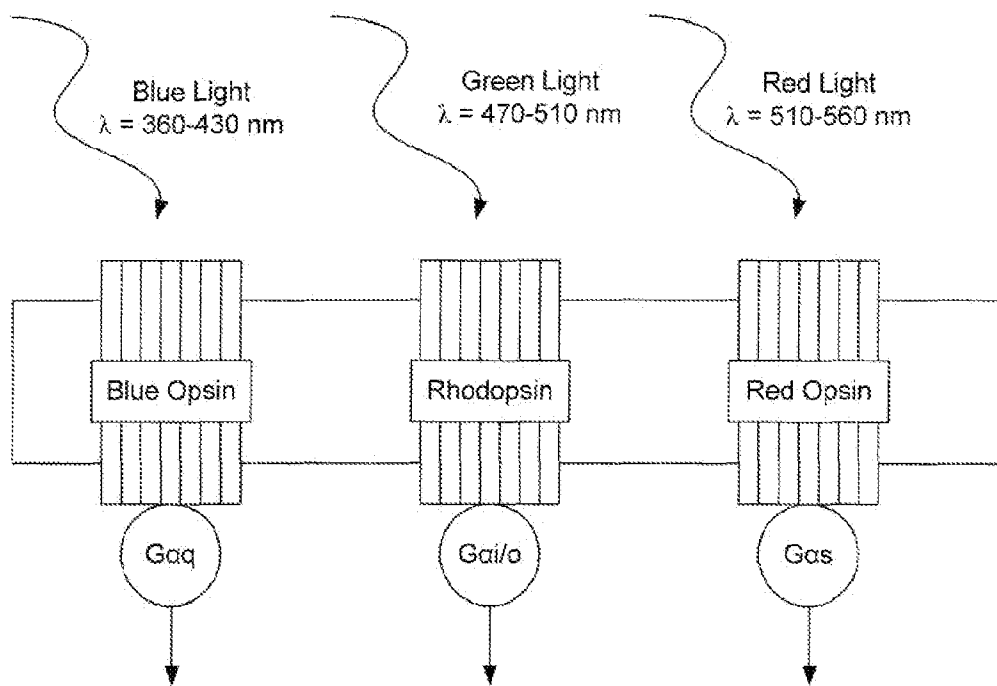 Blue Light
λ = 360-430 nm
Green Light
λ = 470-510 nm
Red Light
λ = 510-560 nm
Blue Opsin
Rhodopsin
Red Opsin
Gαq
Gαi/o
Gαs